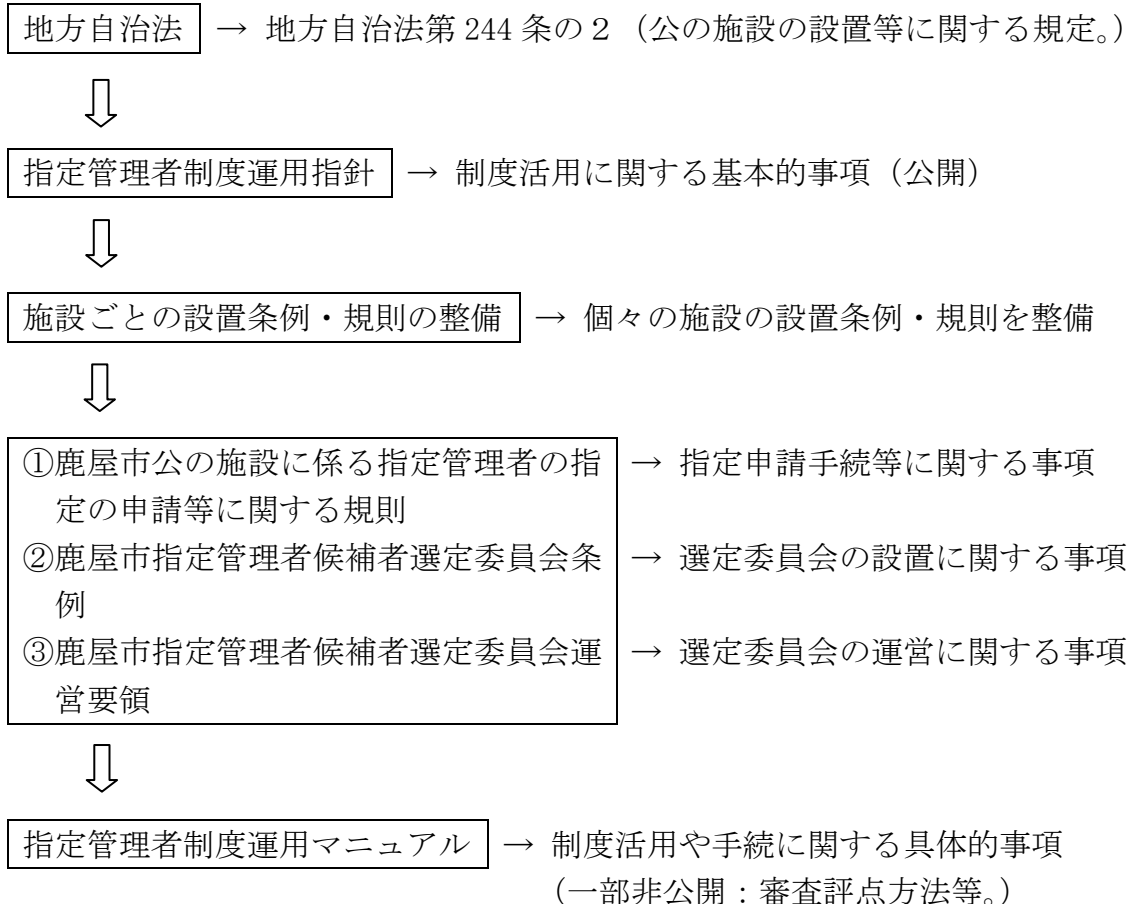 地方自治法 → 地方自治法第 244 条の２（公の施設の設置等に関する規定。）
指定管理者制度運用指針 → 制度活用に関する基本的事項（公開）
施設ごとの設置条例・規則の整備 → 個々の施設の設置条例・規則を整備
①鹿屋市公の施設に係る指定管理者の指 → 指定申請手続等に関する事項
定の申請等に関する規則
②鹿屋市指定管理者候補者選定委員会条 → 選定委員会の設置に関する事項
例
③鹿屋市指定管理者候補者選定委員会運 → 選定委員会の運営に関する事項
営要領
指定管理者制度運用マニュアル → 制度活用や手続に関する具体的事項
（一部非公開：審査評点方法等。）